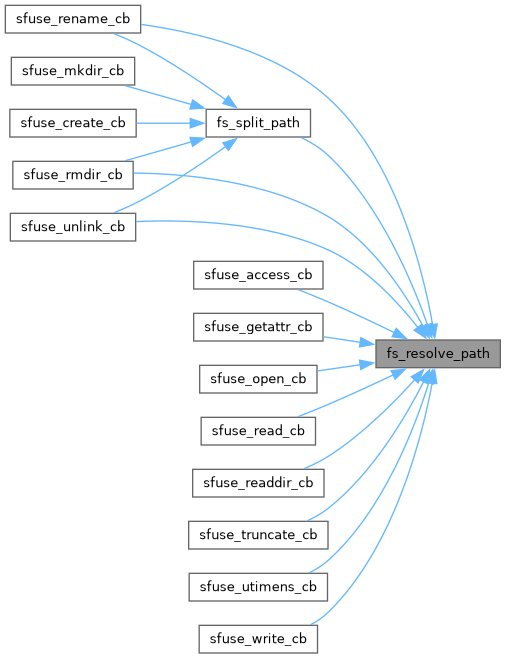 sfuse_rename_cb
sfuse_mkdir_cb
sfuse_create_cb
fs_split_path
sfuse_rmdir_cb
sfuse_unlink_cb
sfuse_access_cb
sfuse_getattr_cb
fs_resolve_path
sfuse_open_cb
sfuse_read_cb
sfuse_readdir_cb
sfuse_truncate_cb
sfuse_utimens_cb
sfuse_write_cb